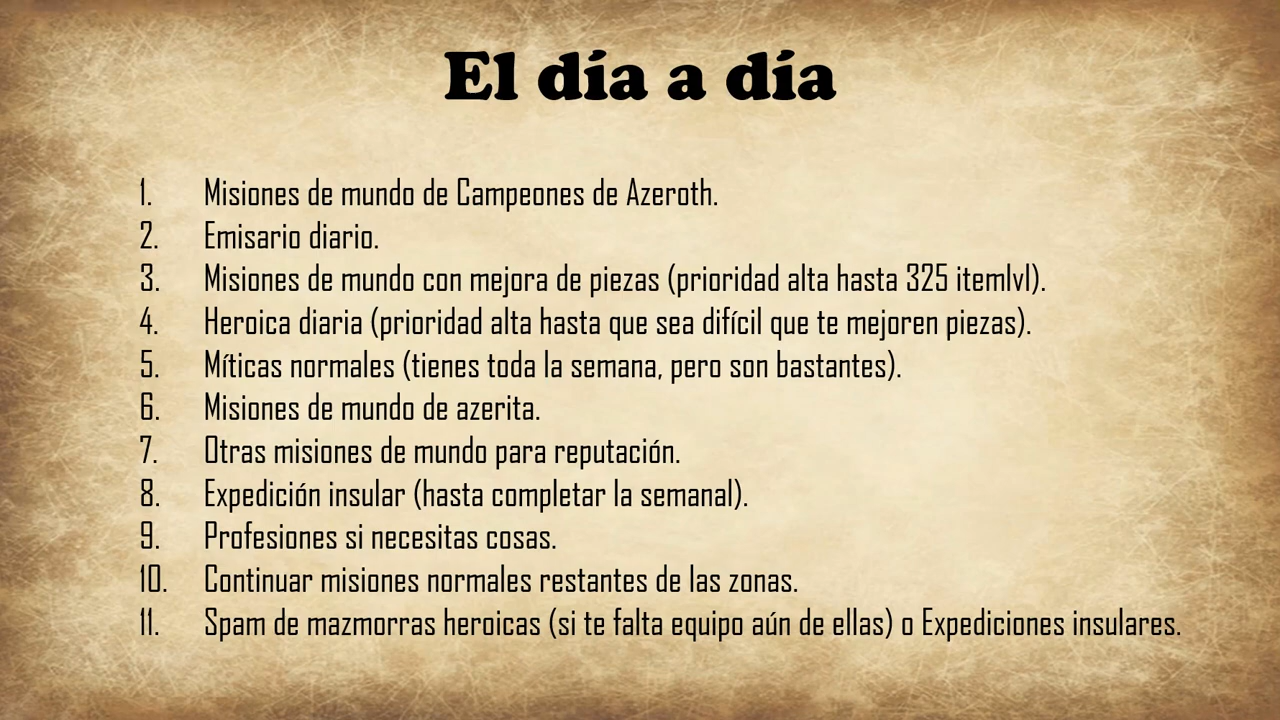 El día a día
1. Misiones de mundo de Campeones de Azeroth.
2. Emisario diario.
3. Misiones de mundo con mejora de piezas (prioridad alta hasta 325 itemlvl).
4. Heroica diaria (prioridad alta hasta que sea difícil que te mejoren piezas).
5. Míticas normales (tienes toda la semana, pero son bastantes).
6. Misiones de mundo de azerita.
7. Otras misiones de mundo para reputación.
8. Expedición insular (hasta completar la semanal).
9. Profesiones si necesitas cosas.
10. Continuar misiones normales restantes de las zonas.
11. Spam de mazmorras heroicas (si te falta equipo aún de ellas) o Expediciones insulares.